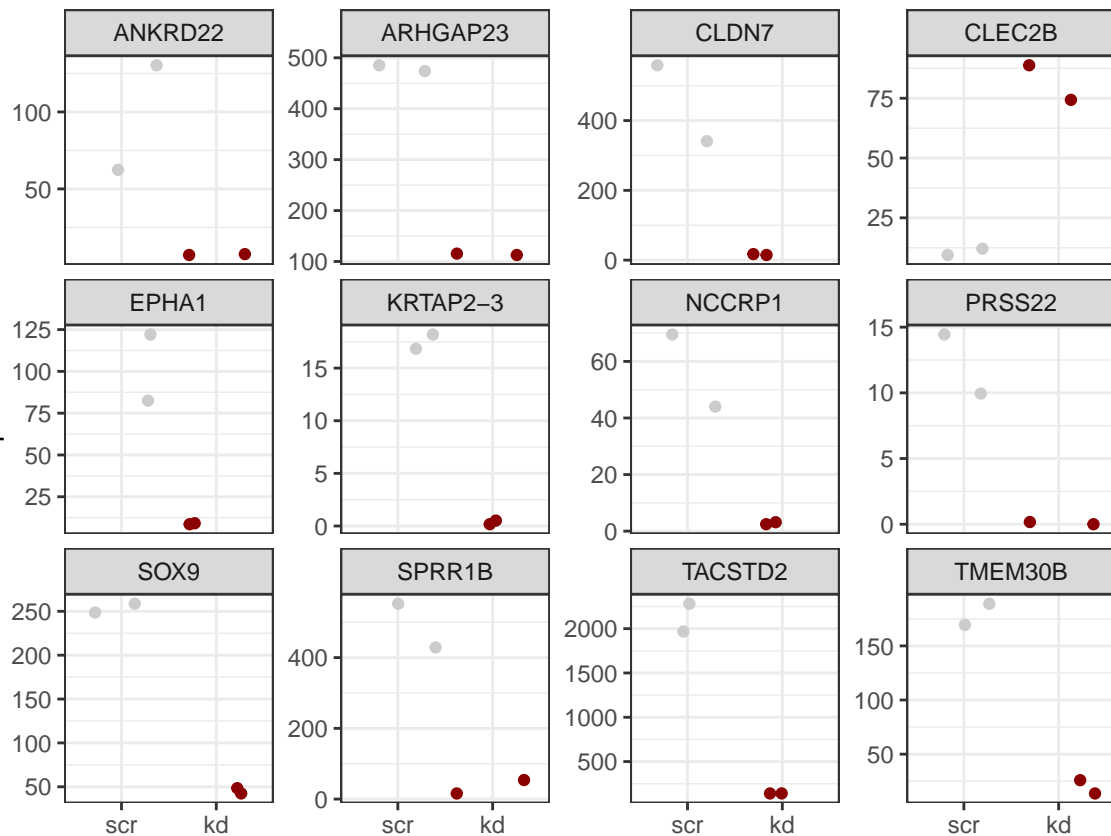 ANKRD22 ARHGAP23 CLDN7 CLEC2B
100 500 400 75
50 400 200 50
300 0 25
200
100
EPHA1 KRTAP2−3 NCCRP1 PRSS22
125 15 60 15
100 10 40 10
75 5 20 5
50 0 0 0
25
SOX9 SPRR1B TACSTD2 TMEM30B
250 400 2000 150
200 200 1500 100
150 0 1000 50
100 500
50
scr kd scr kd scr kd scr kd